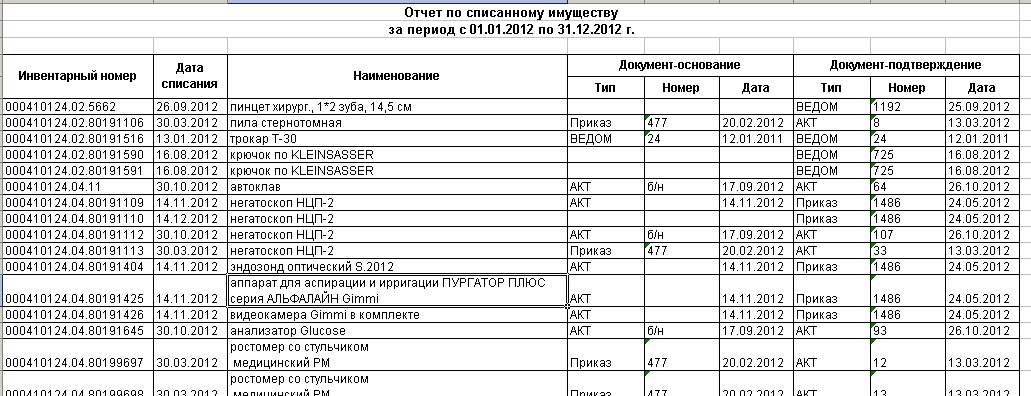 Отчет по списанному имуществу
за период с 01.01.2012 по 31.12.2012 г.
Инвентарный номер Дата списания Наименование Документ-основание Документ-подтверждение
Тип Номер Дата Тип Номер Дата
000410124.02.5662 26.09.2012 пинцет хирург., 1*2 зуба, 14,5 см ВЕДОМ 1192 25.09.2012
000410124.02.80191106 30.03.2012 пила стернотомная Приказ 477 20.02.2012 АКТ 8 13.03.2012
000410124.02.80191516 13.01.2012 трокар Т-30 ВЕДОМ 24 12.01.2011 ВЕДОМ 24 12.01.2011
000410124.02.80191590 16.08.2012 крючок по KLEINSASSER ВЕДОМ 725 16.08.2012
000410124.02.80191591 16.08.2012 крючок по KLEINSASSER ВЕДОМ 725 16.08.2012
000410124.04.11 30.10.2012 автоклав АКТ б/н 17.09.2012 АКТ 64 26.10.2012
000410124.04.80191109 14.11.2012 негатоскоп НЦП-2 АКТ 14.11.2012 Приказ 1486 24.05.2012
000410124.04.80191110 14.12.2012 негатоскоп НЦП-2 Приказ 1486 24.05.2012
000410124.04.80191112 30.10.2012 негатоскоп НЦП-2 АКТ б/н 17.09.2012 АКТ 107 26.10.2012
000410124.04.80191113 30.03.2012 негатоскоп НЦП-2 Приказ 477 20.02.2012 АКТ 33 13.03.2012
000410124.04.80191404 14.11.2012 эндозонд оптический S.2012 АКТ 14.11.2012 Приказ 1486 24.05.2012
аппарат для аспирации и ирригации ПУРГАТОР ПЛЮС
000410124.04.80191425 14.11.2012 серия АЛЬФАЛАЙН Gimmi АКТ 14.11.2012 Приказ 1486 24.05.2012
000410124.04.80191426 14.11.2012 видеокамера Gimmi в комплекте АКТ 14.11.2012 Приказ 1486 24.05.2012
000410124.04.80191645 30.10.2012 анализатор Glucose АКТ б/н 17.09.2012 АКТ 93 26.10.2012
ростомер со стульчиком
000410124.04.80199697 30.03.2012 медицинский РМ Приказ 477 20.02.2012 АКТ 12 13.03.2012
ростомер со стульчиком
000410124.04.80199698 30.03.2012 медицинский РМ Приказ 477 20.02.2012 АКТ 13 13.03.2012